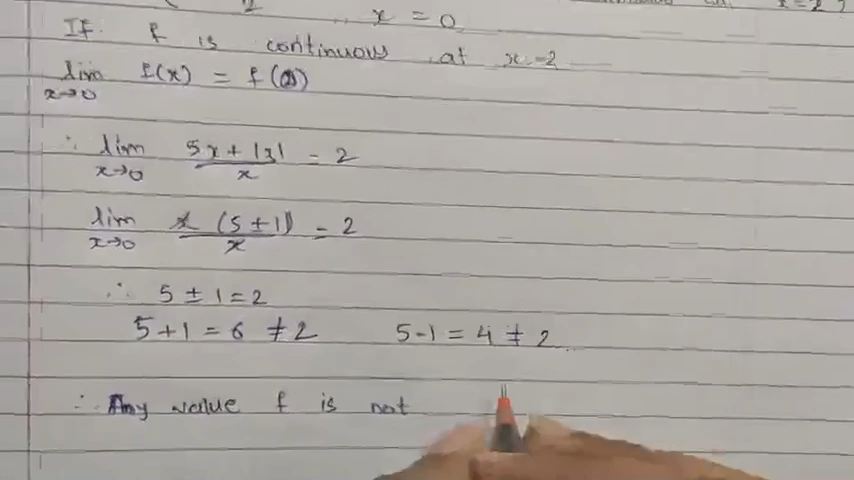 2 x = 0
If f is continuous at x=2
lim x→0 f(x) = f(0)
∴ lim x→0 5x + |x| / x = 2
lim x→0 x (5 ± 1) / x = 2
∴ 5 ± 1 = 2
5+1 = 6 ≠ 2 5-1 = 4 ≠ 2
∴ Any value f is not